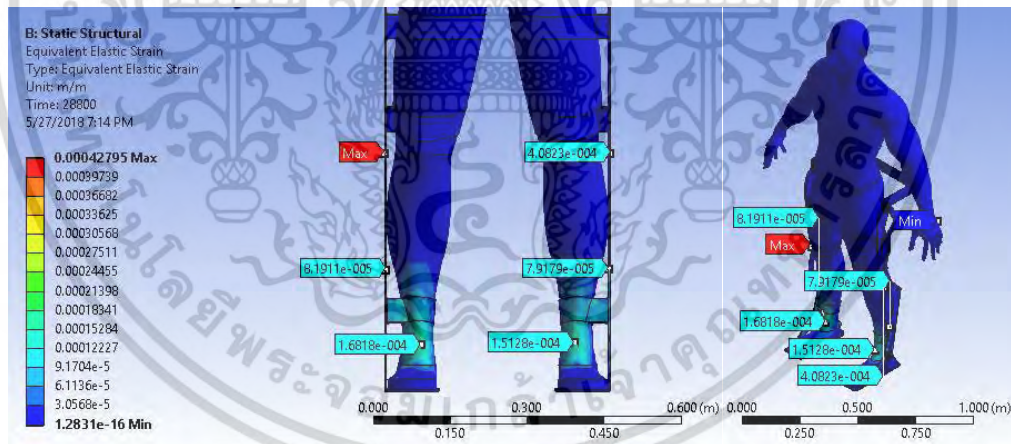 B: Static Structural
Equivalent Elastic Strain
Type: Equivalent Elastic Strain
Unit: m/m
Time: 28800
5/27/2018 7:14 PM
0.00042795 Max
0.00039739
0.00036682
0.00033625
0.00030568
0.00027511
0.00024455
0.00021398
0.00018341
0.00015284
0.00012227
9.1704e-5
6.1136e-5
3.0568e-5
1.2831e-16 Min
Max
4.0823e-004
8.1911e-005
7.9179e-005
1.6818e-004
1.5128e-004
0.000
0.300
0.600 (m)
0.150
0.450
8.1911e-005
Min
Max
7.9179e-005
1.6818e-004
1.5128e-004
4.0823e-004
0.000
0.500
1.000 (m)
0.250
0.750